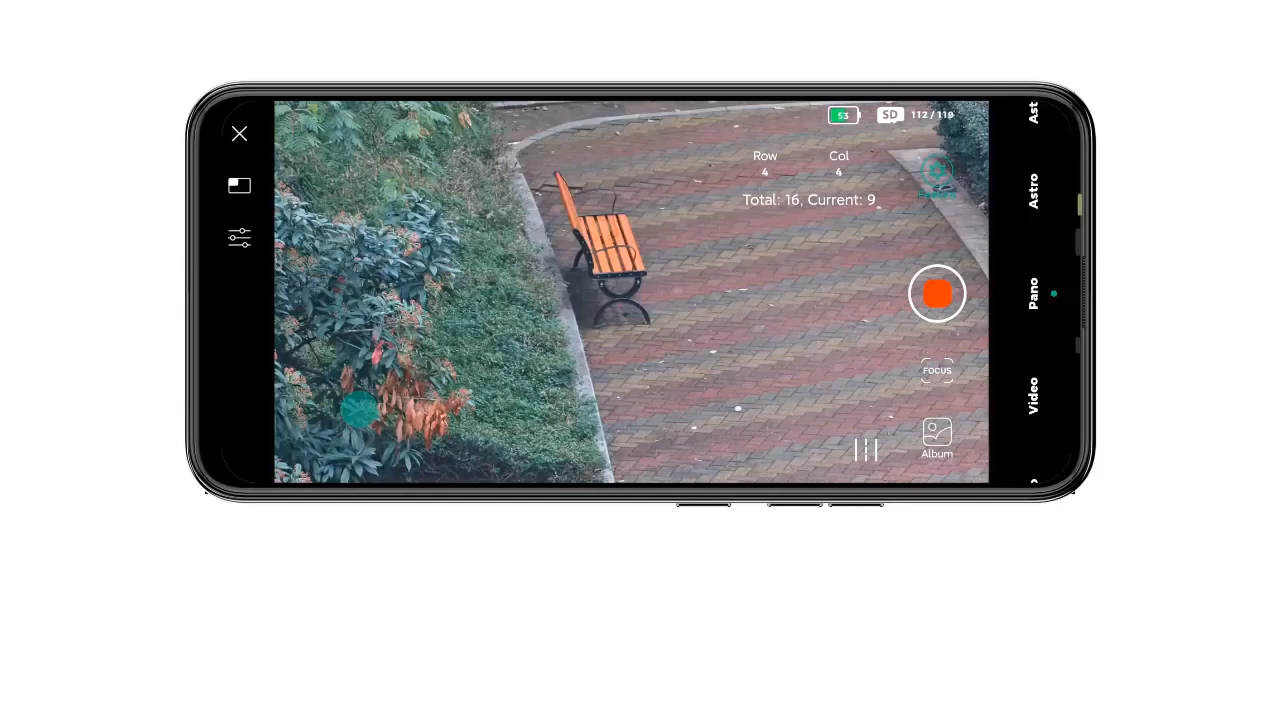 53
SD
112 / 119
Row
Col
4
4
Total: 16, Current: 9
FOCUS
Album
Ast
Astro
Pano
Video